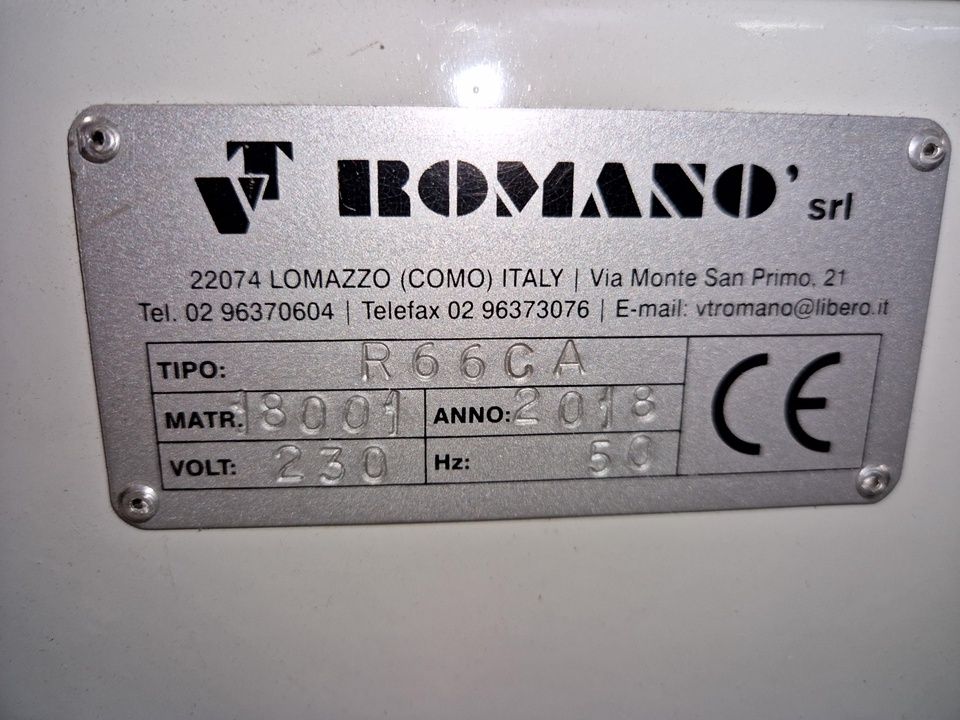 VT ROMANO' srl
22074 LOMAZZO (COMO) ITALY | Via Monte San Primo, 21
Tel. 02 96370604 | Telefax 02 96373076 | E-mail: vtromano@libero.it
TIPO: R66CA
MATR. 18001 ANNO: 2018
VOLT: 230 Hz: 50
CE